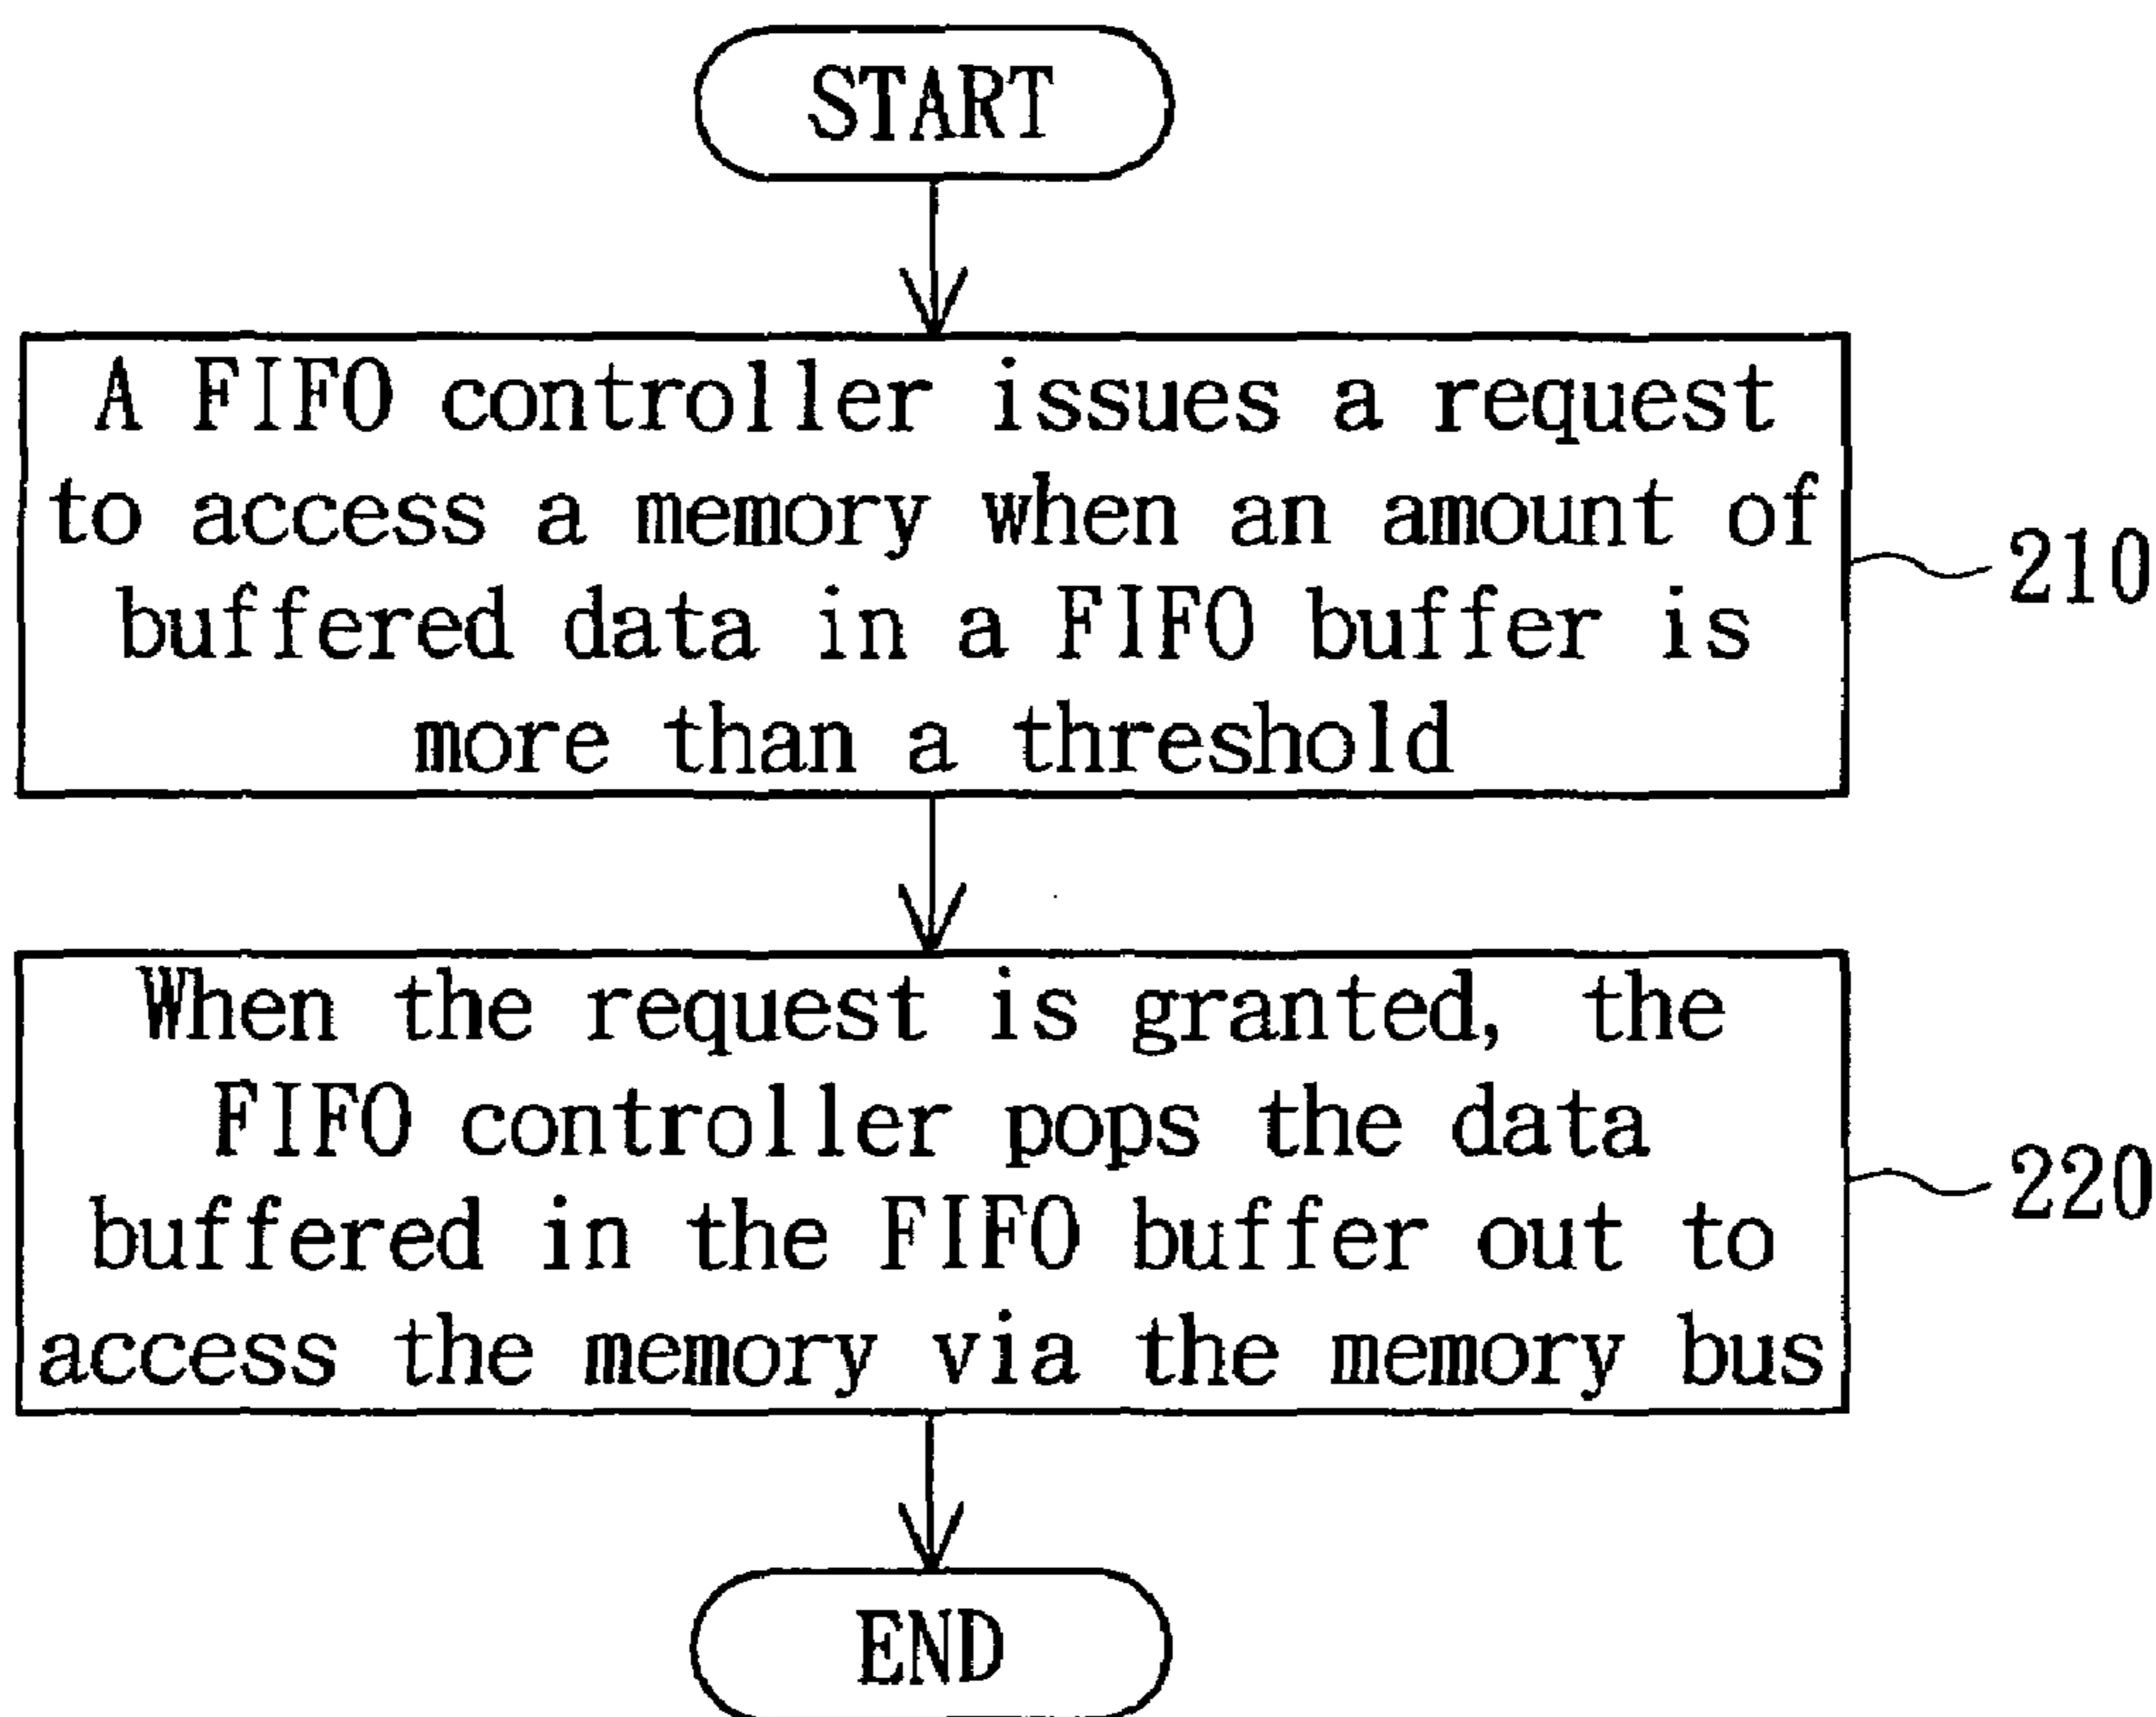 START
A FIFO controller issues a request
to access a memory when an amount of
buffered data in a FIFO buffer is
more than a threshold
210
When the request is granted, the
FIFO controller pops the data
buffered in the FIFO buffer out to
access the memory via the memory bus
220
END